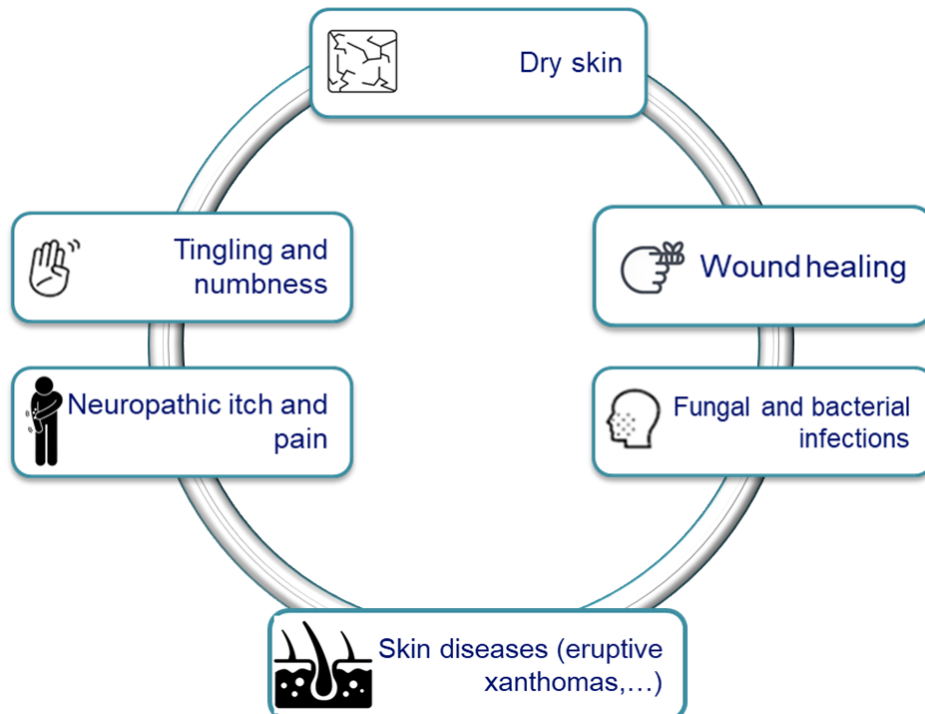 Dry skin
Tingling and
numbness
Wound healing
Neuropathic itch and
pain
Fungal and bacterial
infections
Skin diseases (eruptive
xanthomas,...)